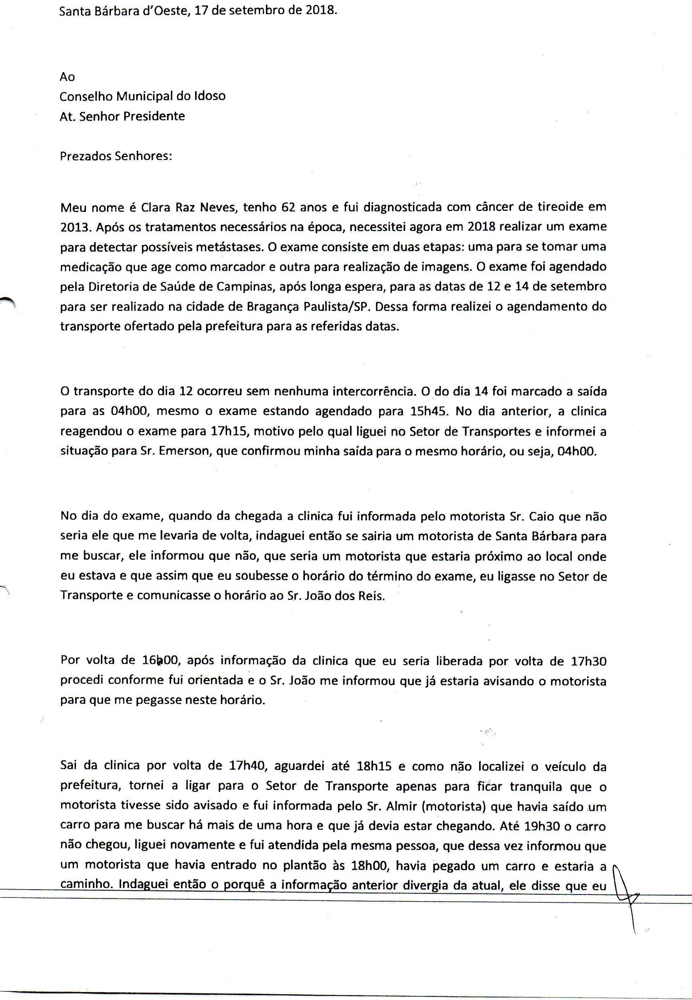 Santa Bárbara d'Oeste, 17 de setembro de 2018.
Ao
Conselho Municipal do Idoso
At. Senhor Presidente
Prezados Senhores:
Meu nome é Clara Raz Neves, tenho 62 anos e fui diagnosticada com câncer de tireoide em
2013. Após os tratamentos necessários na época, necessitei agora em 2018 realizar um exame
para detectar possíveis metástases. O exame consiste em duas etapas: uma para se tomar uma
medicação que age como marcador e outra para realização de imagens. O exame foi agendado
pela Diretoria de Saúde de Campinas, após longa espera, para as datas de 12 e 14 de setembro
para ser realizado na cidade de Bragança Paulista/SP. Dessa forma realizei o agendamento do
transporte ofertado pela prefeitura para as referidas datas.
O transporte do dia 12 ocorreu sem nenhuma intercorrência. O do dia 14 foi marcado a saída
para as 04h00, mesmo o exame estando agendado para 15h45. No dia anterior, a clinica
reagendou o exame para 17h15, motivo pelo qual liguei no Setor de Transportes e informei a
situação para Sr. Emerson, que confirmou minha saída para o mesmo horário, ou seja, 04h00.
No dia do exame, quando da chegada a clinica fui informada pelo motorista Sr. Caio que não
seria ele que me levaria de volta, indaguei então se sairia um motorista de Santa Bárbara para
me buscar, ele informou que não, que seria um motorista que estaria próximo ao local onde
eu estava e que assim que eu soubesse o horário do término do exame, eu ligasse no Setor de
Transporte e comunicasse o horário ao Sr. João dos Reis.
Por volta de 16h00, após informação da clinica que eu seria liberada por volta de 17h30
procedi conforme fui orientada e o Sr. João me informou que já estaria avisando o motorista
para que me pegasse neste horário.
Sai da clinica por volta de 17h40, aguardei até 18h15 e como não localizei o veículo da
prefeitura, tornei a ligar para o Setor de Transporte apenas para ficar tranquila que o
motorista tivesse sido avisado e fui informada pelo Sr. Almir (motorista) que havia saído um
carro para me buscar há mais de uma hora e que já devia estar chegando. Até 19h30 o carro
não chegou, liguei novamente e fui atendida pela mesma pessoa, que dessa vez informou que
um motorista que havia entrado no plantão às 18h00, havia pegado um carro e estaria a
caminho. Indaguei então o porquê a informação anterior divergia da atual, ele disse que eu